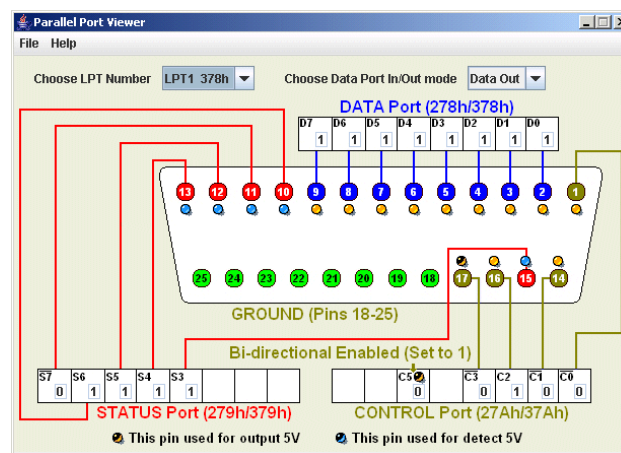 Parallel Port Viewer
File Help
Choose LPT Number LPT1 378h Choose Data Port In/Out mode Data Out
DATA Port (278h/378h)
D7 D6 D5 D4 D3 D2 D1 D0
1 1 1 1 1 1 1 1
13 12 11 10 9 8 7 6 5 4 3 2 1
25 24 23 22 21 20 19 18 17 16 15 14
GROUND (Pins 18-25)
Bi-directional Enabled (Set to 1)
S7 S6 S5 S4 S3 C5 C3 C2 C1 C0
0 1 1 1 1 0 0 1 0 0
STATUS Port (279h/379h) CONTROL Port (27Ah/37Ah)
This pin used for output 5V This pin used for detect 5V